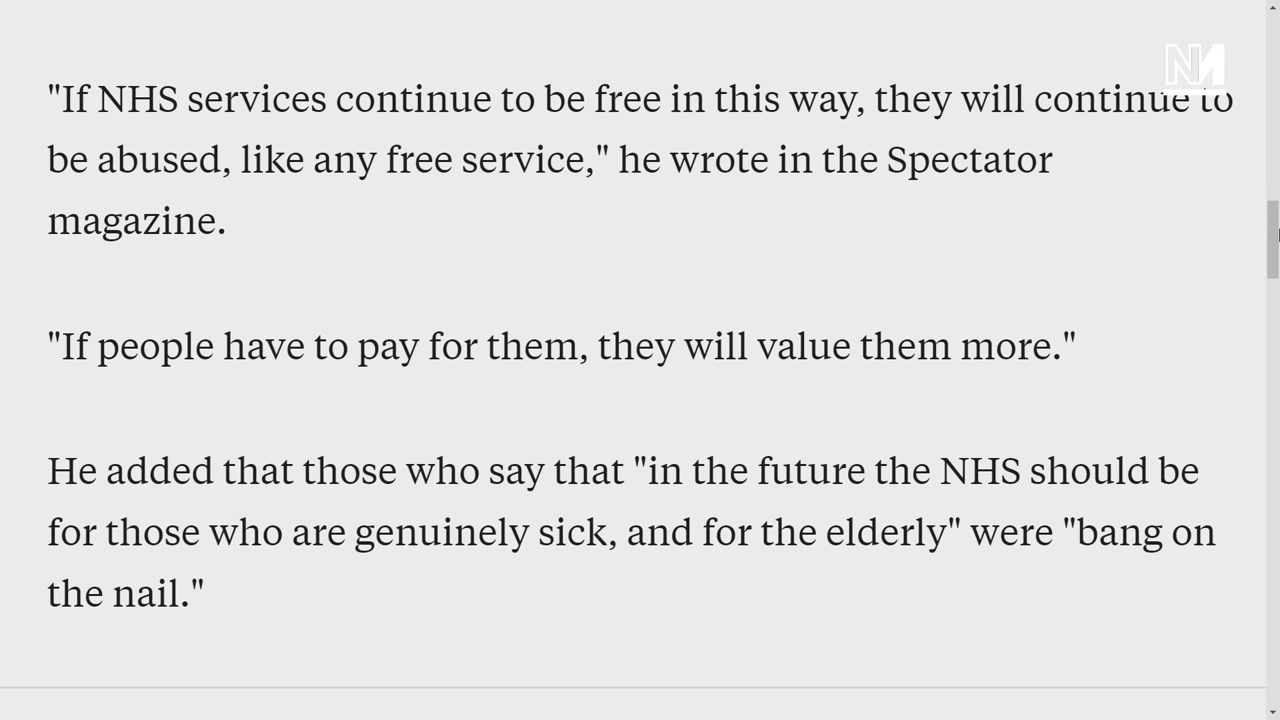 NM
"If NHS services continue to be free in this way, they will continue to
be abused, like any free service," he wrote in the Spectator
magazine.
"If people have to pay for them, they will value them more."
He added that those who say that "in the future the NHS should be
for those who are genuinely sick, and for the elderly" were "bang on
the nail."